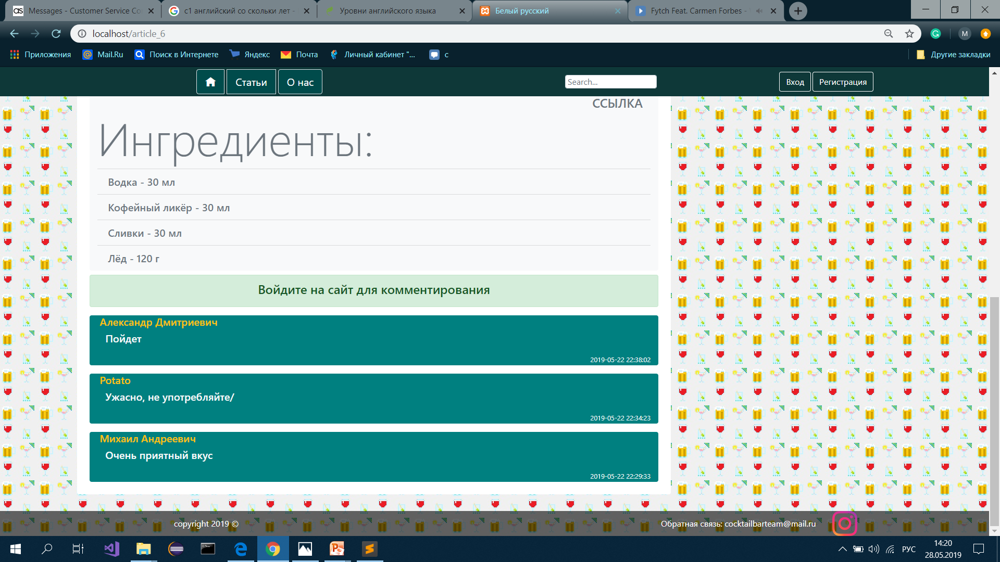 Messages - Customer Service Co
с1 английский со скольки лет -
Уровни английского языка
Белый русский
Fytch Feat. Carmen Forbes -
localhost/article_6
M
Приложения
Mail.Ru
Поиск в Интернете
Яндекс
Почта
Личный кабинет "...
с
Другие закладки
Статьи
О нас
Search...
Вход
Регистрация
ССЫЛКА
Ингредиенты:
Водка - 30 мл
Кофейный ликёр - 30 мл
Сливки - 30 мл
Лёд - 120 г
Войдите на сайт для комментирования
Александр Дмитриевич
Пойдет
2019-05-22 22:38:02
Potato
Ужасно, не употребляйте/
2019-05-22 22:34:23
Михаил Андреевич
Очень приятный вкус
2019-05-22 22:29:33
copyright 2019 ©
Обратная связь: cocktailbarteam@mail.ru
РУС
14:20
28.05.2019